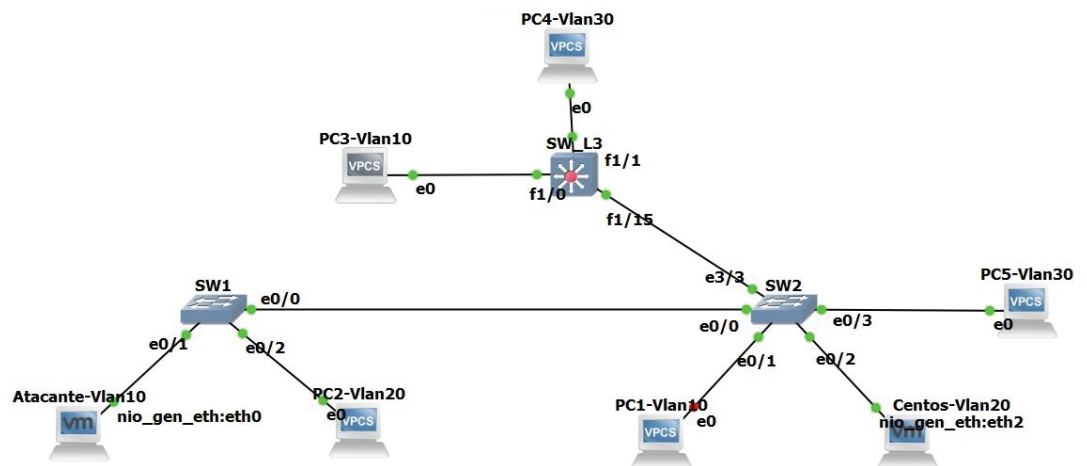 PC4-Vlan30
VPCS
e0
PC3-Vlan10
SW_L3
VPCS
f1/1
e0
f1/0
f1/15
e3/3
PC5-Vlan30
SW1
SW2
VPCS
e0/0
e0/0
e0/3
e0
e0/1
e0/2
e0/1
e0/2
Atacante-Vlan10
PC2-Vlan20
PC1-Vlan10
Centos-Vlan20
vm
nio_gen_eth:eth0
e0
VPCS
e0
VPCS
nio_gen_eth:eth2
vm